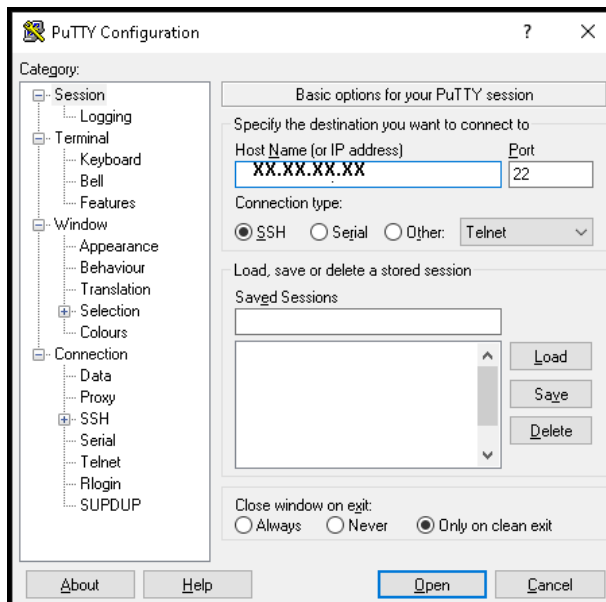 PuTTY Configuration
?
Category:
Session
Logging
Terminal
Keyboard
Bell
Features
Window
Appearance
Behaviour
Translation
Selection
Colours
Connection
Data
Proxy
SSH
Serial
Telnet
Rlogin
SUPDUP
Basic options for your PuTTY session
Specify the destination you want to connect to
Host Name (or IP address) Port
XX.XX.XX.XX 22
Connection type:
SSH Serial Other: Telnet
Load, save or delete a stored session
Saved Sessions
Load
Save
Delete
Close window on exit:
Always Never Only on clean exit
About Help Open Cancel